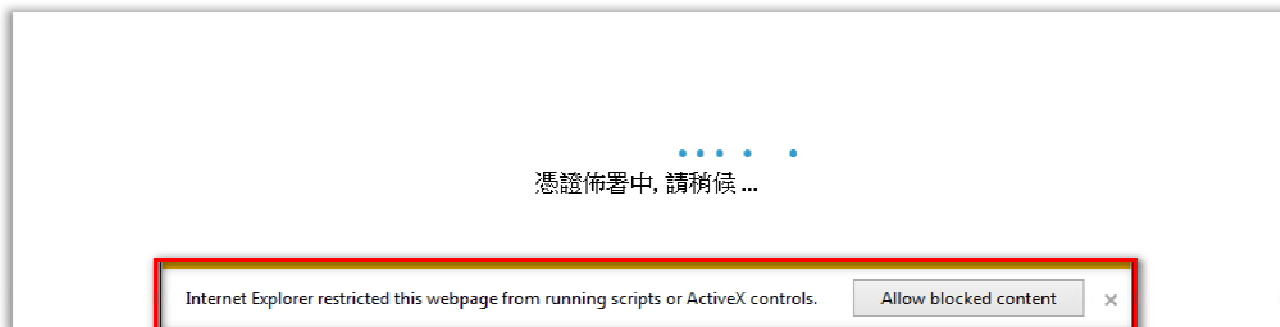 憑證佈署中, 請稍候 ...
Internet Explorer restricted this webpage from running scripts or ActiveX controls. Allow blocked content ×